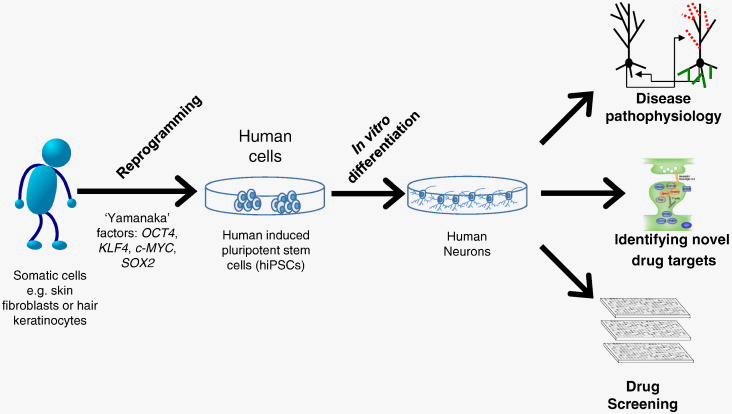 Reprogramming
Human
cells
In vitro
differentiation
Disease
pathophysiology
'Yamanaka'
factors: OCT4,
KLF4, c-MYC,
SOX2
Human induced
pluripotent stem
cells (hiPSCs)
Human
Neurons
Identifying novel
drug targets
Somatic cells
e.g. skin
fibroblasts or hair
keratinocytes
Drug
Screening